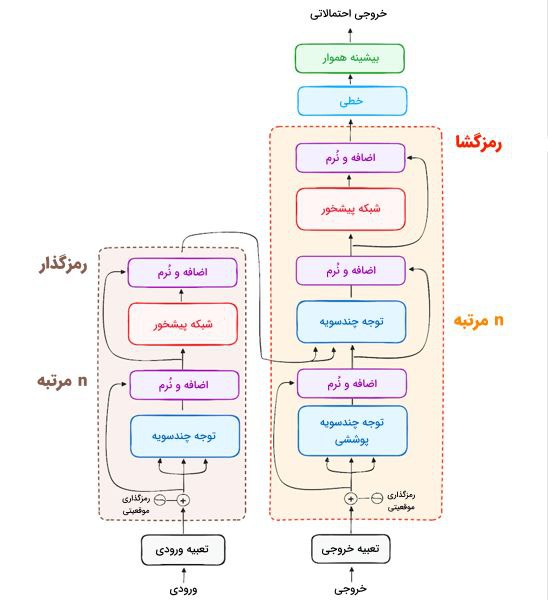 خروجی احتمالاتی
بیشینه هموار
خطی
رمزگشا
اضافه و نُرم
شبکه پیشخور
اضافه و نُرم
توجه چندسویه
n مرتبه
اضافه و نُرم
توجه چندسویه
پوششی
رمزگذاری
موقعیتی
تعبیه خروجی
خروجی
رمزگذار
اضافه و نُرم
شبکه پیشخور
n مرتبه
اضافه و نُرم
توجه چندسویه
رمزگذاری
موقعیتی
تعبیه ورودی
ورودی